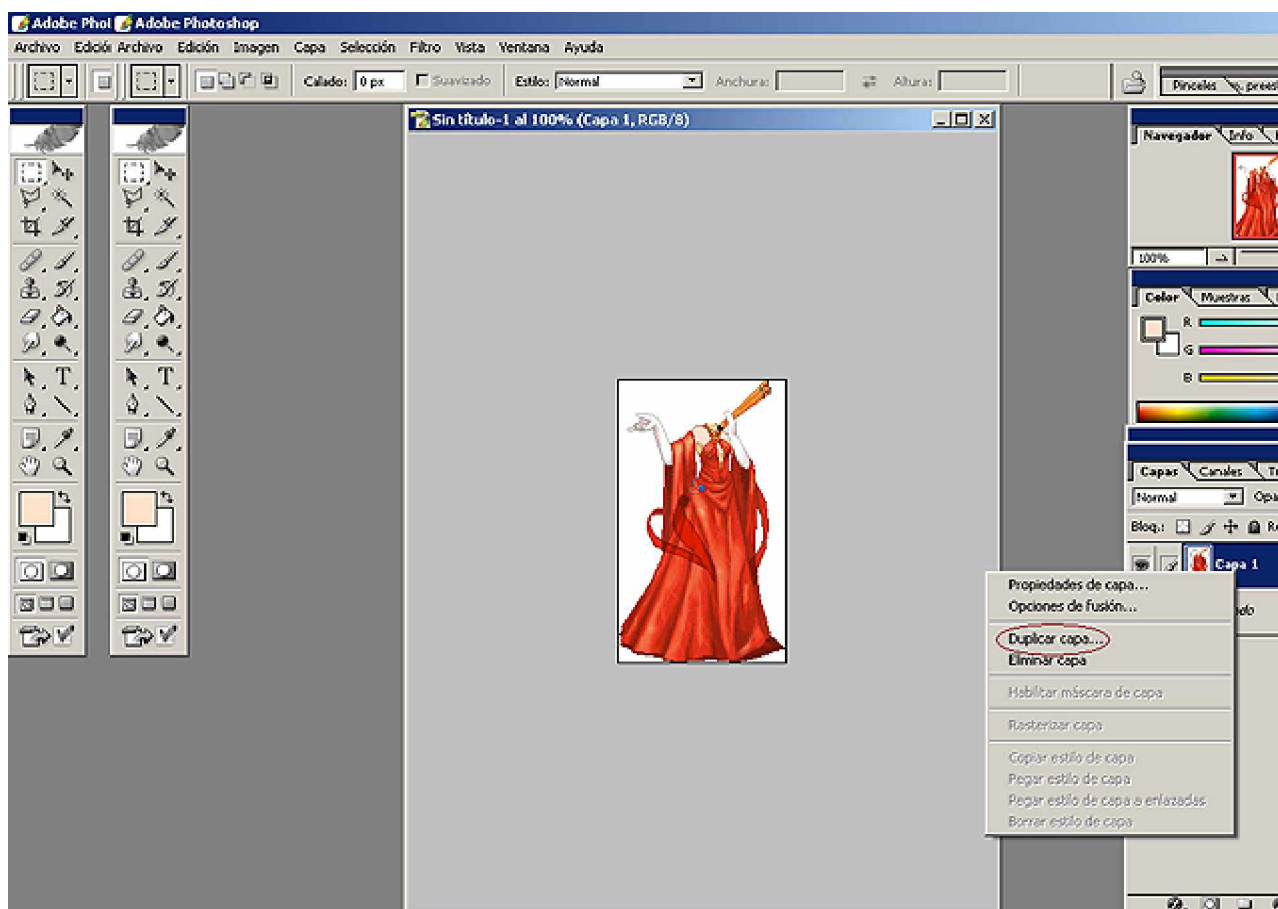 Adobe Phot Adobe Photoshop
Archivo Edición Archivo Edición Imagen Capa Selección Filtro Vista Ventana Ayuda
Calado: 0 px Suavizado Estilo: Normal Anchura: Altura:
Pinceles
Sin título-1 al 100% (Capa 1, RGB/8)
Navegador Info
100%
Color Muestras
R
G
B
Capas Canales
Normal Opa
Bloq.:
Capa 1
Propiedades de capa...
Opciones de fusión...
Duplicar capa...
Eliminar capa
Habilitar máscara de capa
Rasterizar capa
Copiar estilo de capa
Pegar estilo de capa
Pegar estilo de capa a enlazadas
Borrar estilo de capa